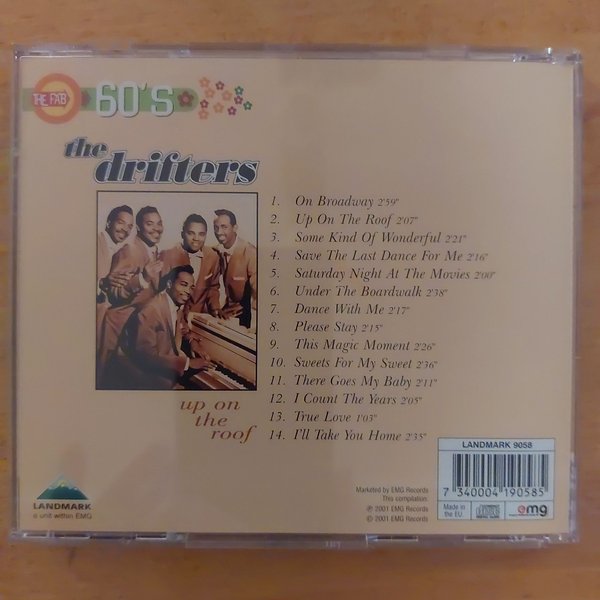 THE FAB 60'S
the drifters
1. On Broadway 2'59"
2. Up On The Roof 2'07"
3. Some Kind Of Wonderful 2'21"
4. Save The Last Dance For Me 2'16"
5. Saturday Night At The Movies 2'00"
6. Under The Boardwalk 2'38"
7. Dance With Me 2'17"
8. Please Stay 2'15"
9. This Magic Moment 2'26"
10. Sweets For My Sweet 2'36"
11. There Goes My Baby 2'11"
12. I Count The Years 2'05"
13. True Love 1'03"
14. I'll Take You Home 2'35"
up on
the
roof
LANDMARK
a unit within EMG
Marketed by EMG Records
This compilation:
℗ 2001 EMG Records
© 2001 EMG Records
LANDMARK 9058
7 340004 190585
Made in
the EU
emg